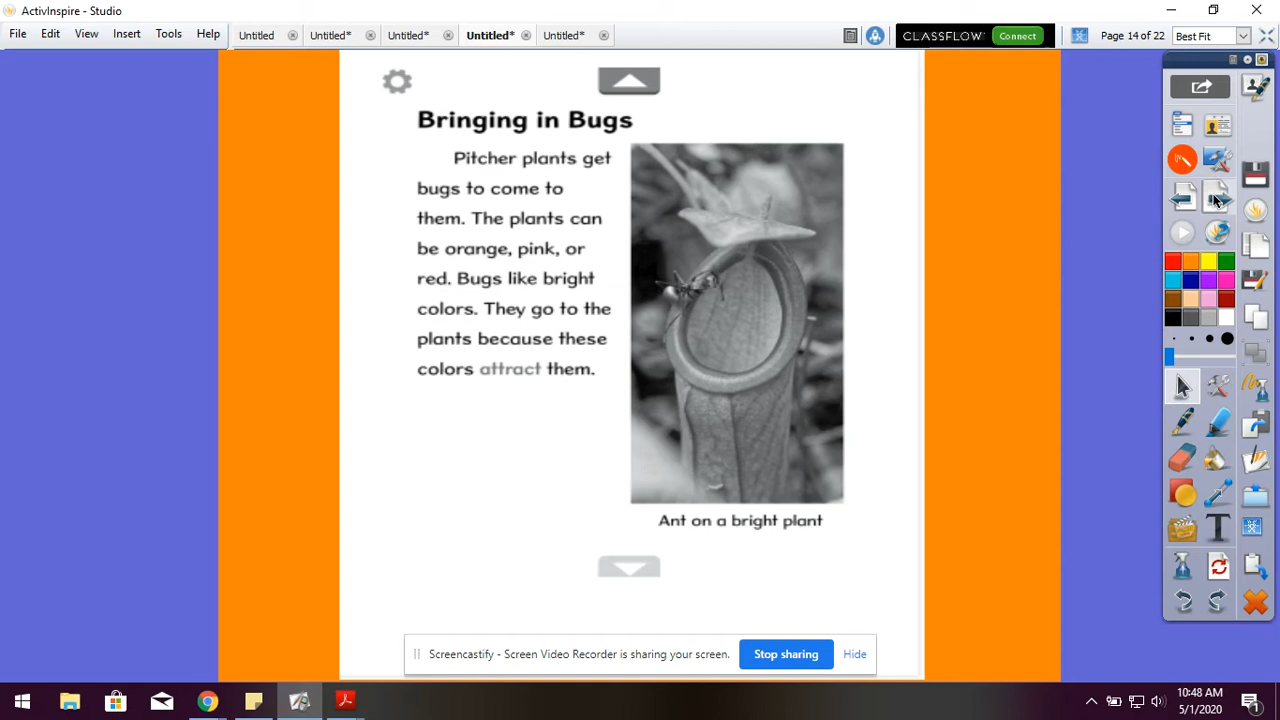 ActivInspire - Studio
File Edit View Insert Tools Help
Untitled Untitled* Untitled* Untitled* Untitled*
CLASSFLOW Connect
Page 14 of 22
Best Fit
Bringing in Bugs
Pitcher plants get
bugs to come to
them. The plants can
be orange, pink, or
red. Bugs like bright
colors. They go to the
plants because these
colors attract them.
Ant on a bright plant
Screencastify - Screen Video Recorder is sharing your screen. Stop sharing Hide
10:48 AM
5/1/2020